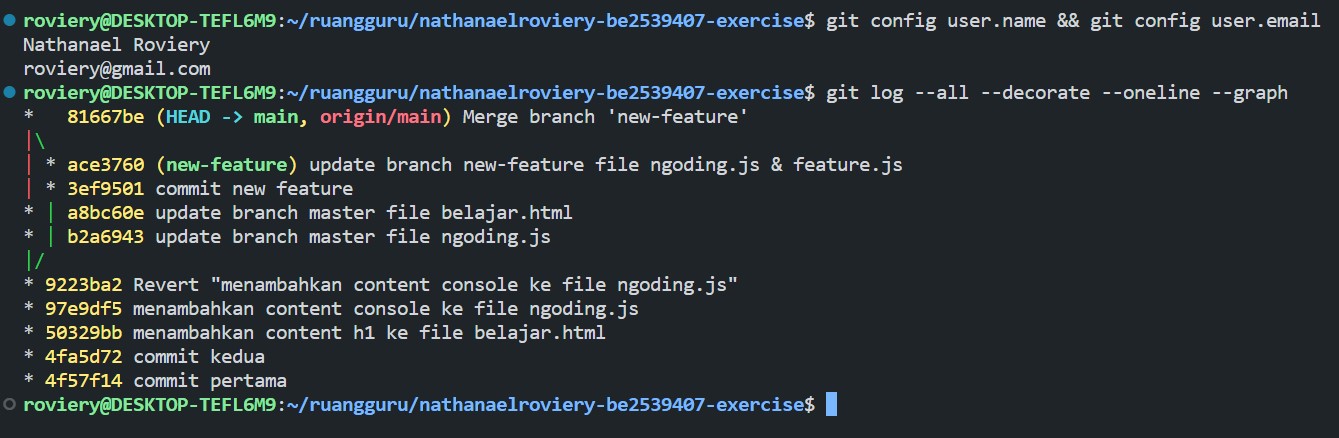 roviery@DESKTOP-TEFL6M9:~/ruangguru/nathanaelroviery-be2539407-exercise$ git config user.name && git config user.email
Nathanael Roviery
roviery@gmail.com
roviery@DESKTOP-TEFL6M9:~/ruangguru/nathanaelroviery-be2539407-exercise$ git log --all --decorate --oneline --graph
*   81667be (HEAD -> main, origin/main) Merge branch 'new-feature'
|\
| * ace3760 (new-feature) update branch new-feature file ngoding.js & feature.js
| * 3ef9501 commit new feature
* | a8bc60e update branch master file belajar.html
* | b2a6943 update branch master file ngoding.js
|/
* 9223ba2 Revert "menambahkan content console ke file ngoding.js"
* 97e9df5 menambahkan content console ke file ngoding.js
* 50329bb menambahkan content h1 ke file belajar.html
* 4fa5d72 commit kedua
* 4f57f14 commit pertama
roviery@DESKTOP-TEFL6M9:~/ruangguru/nathanaelroviery-be2539407-exercise$